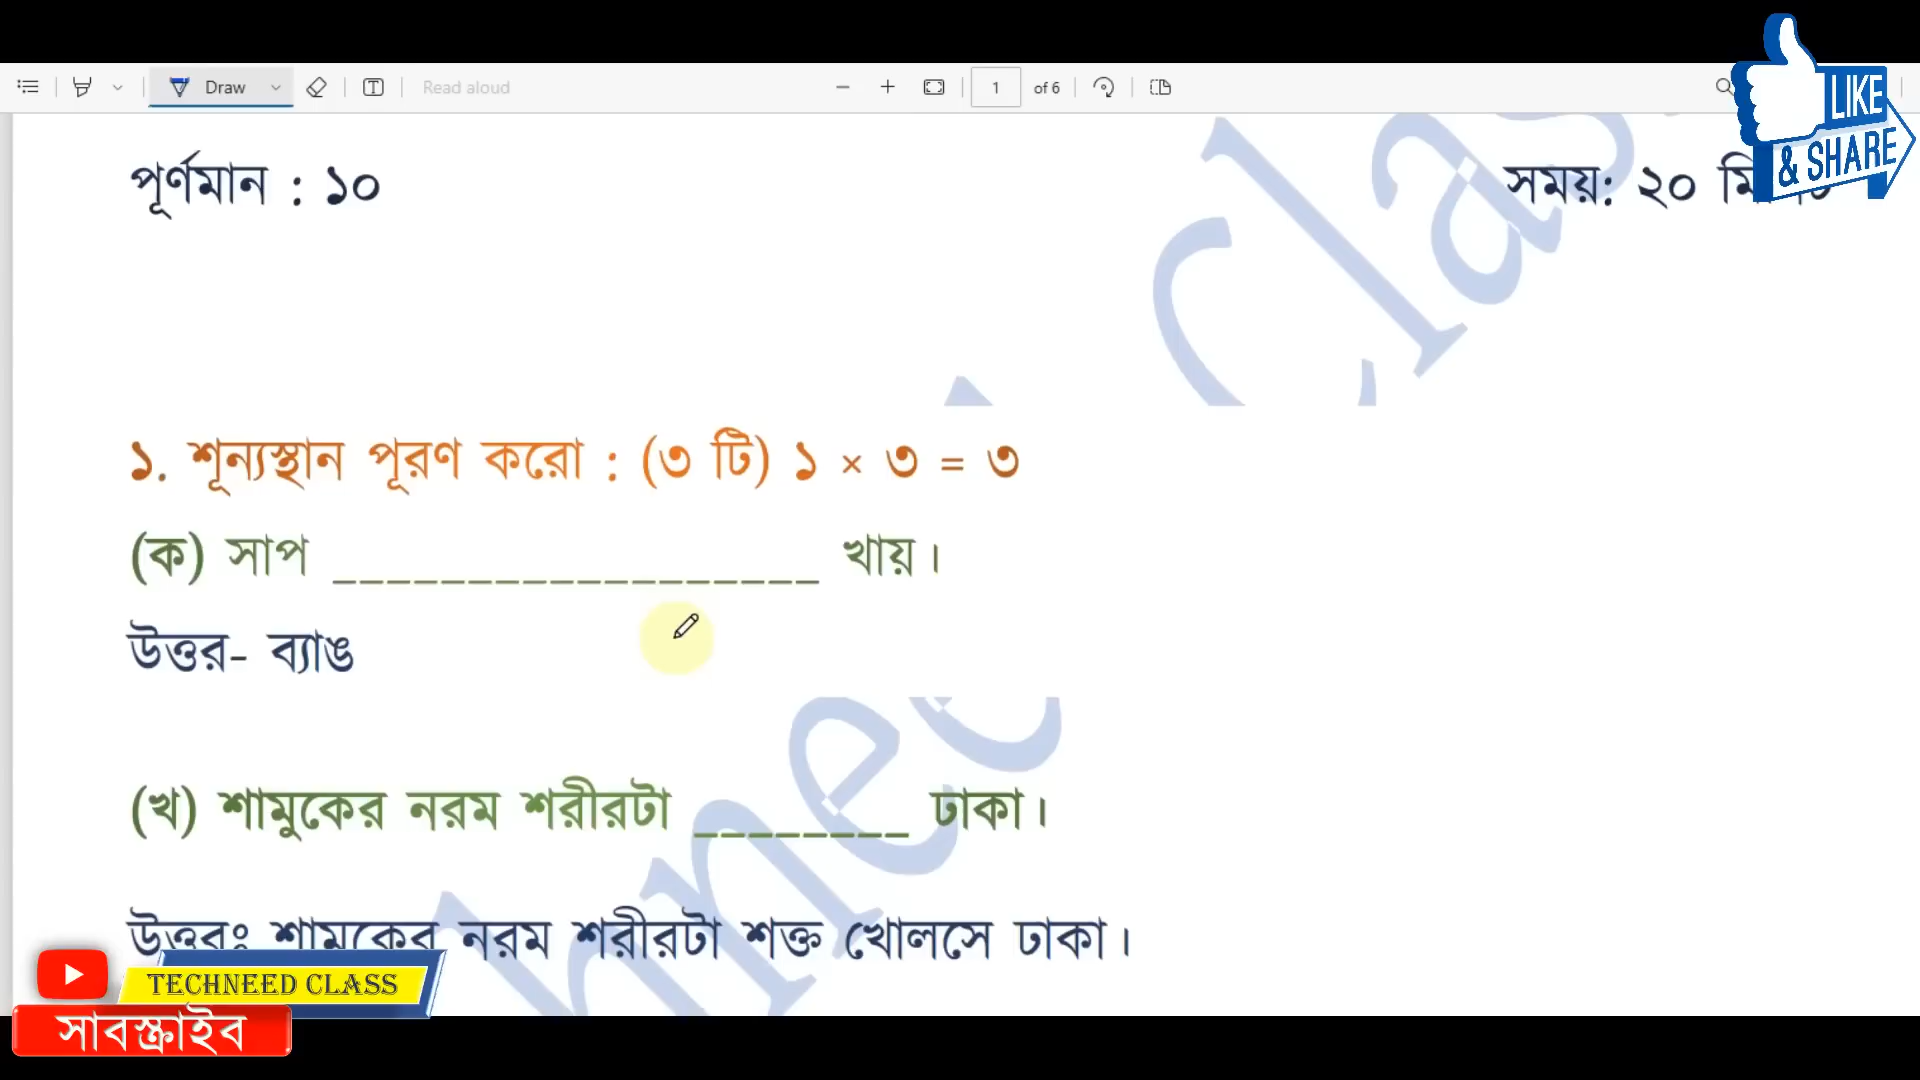 Draw
Read aloud
1 of 6
LIKE
& SHARE
পূর্ণমান : ১০
সময়: ২০
১. শূন্যস্থান পূরণ করো : (৩ টি) ১ × ৩ = ৩
(ক) সাপ __________________ খায়।
উত্তর- ব্যাঙ
(খ) শামুকের নরম শরীরটা ________ ঢাকা।
উত্তরঃ শামুকের নরম শরীরটা শক্ত খোলসে ঢাকা।
TECHNEED CLASS
সাবস্ক্রাইব